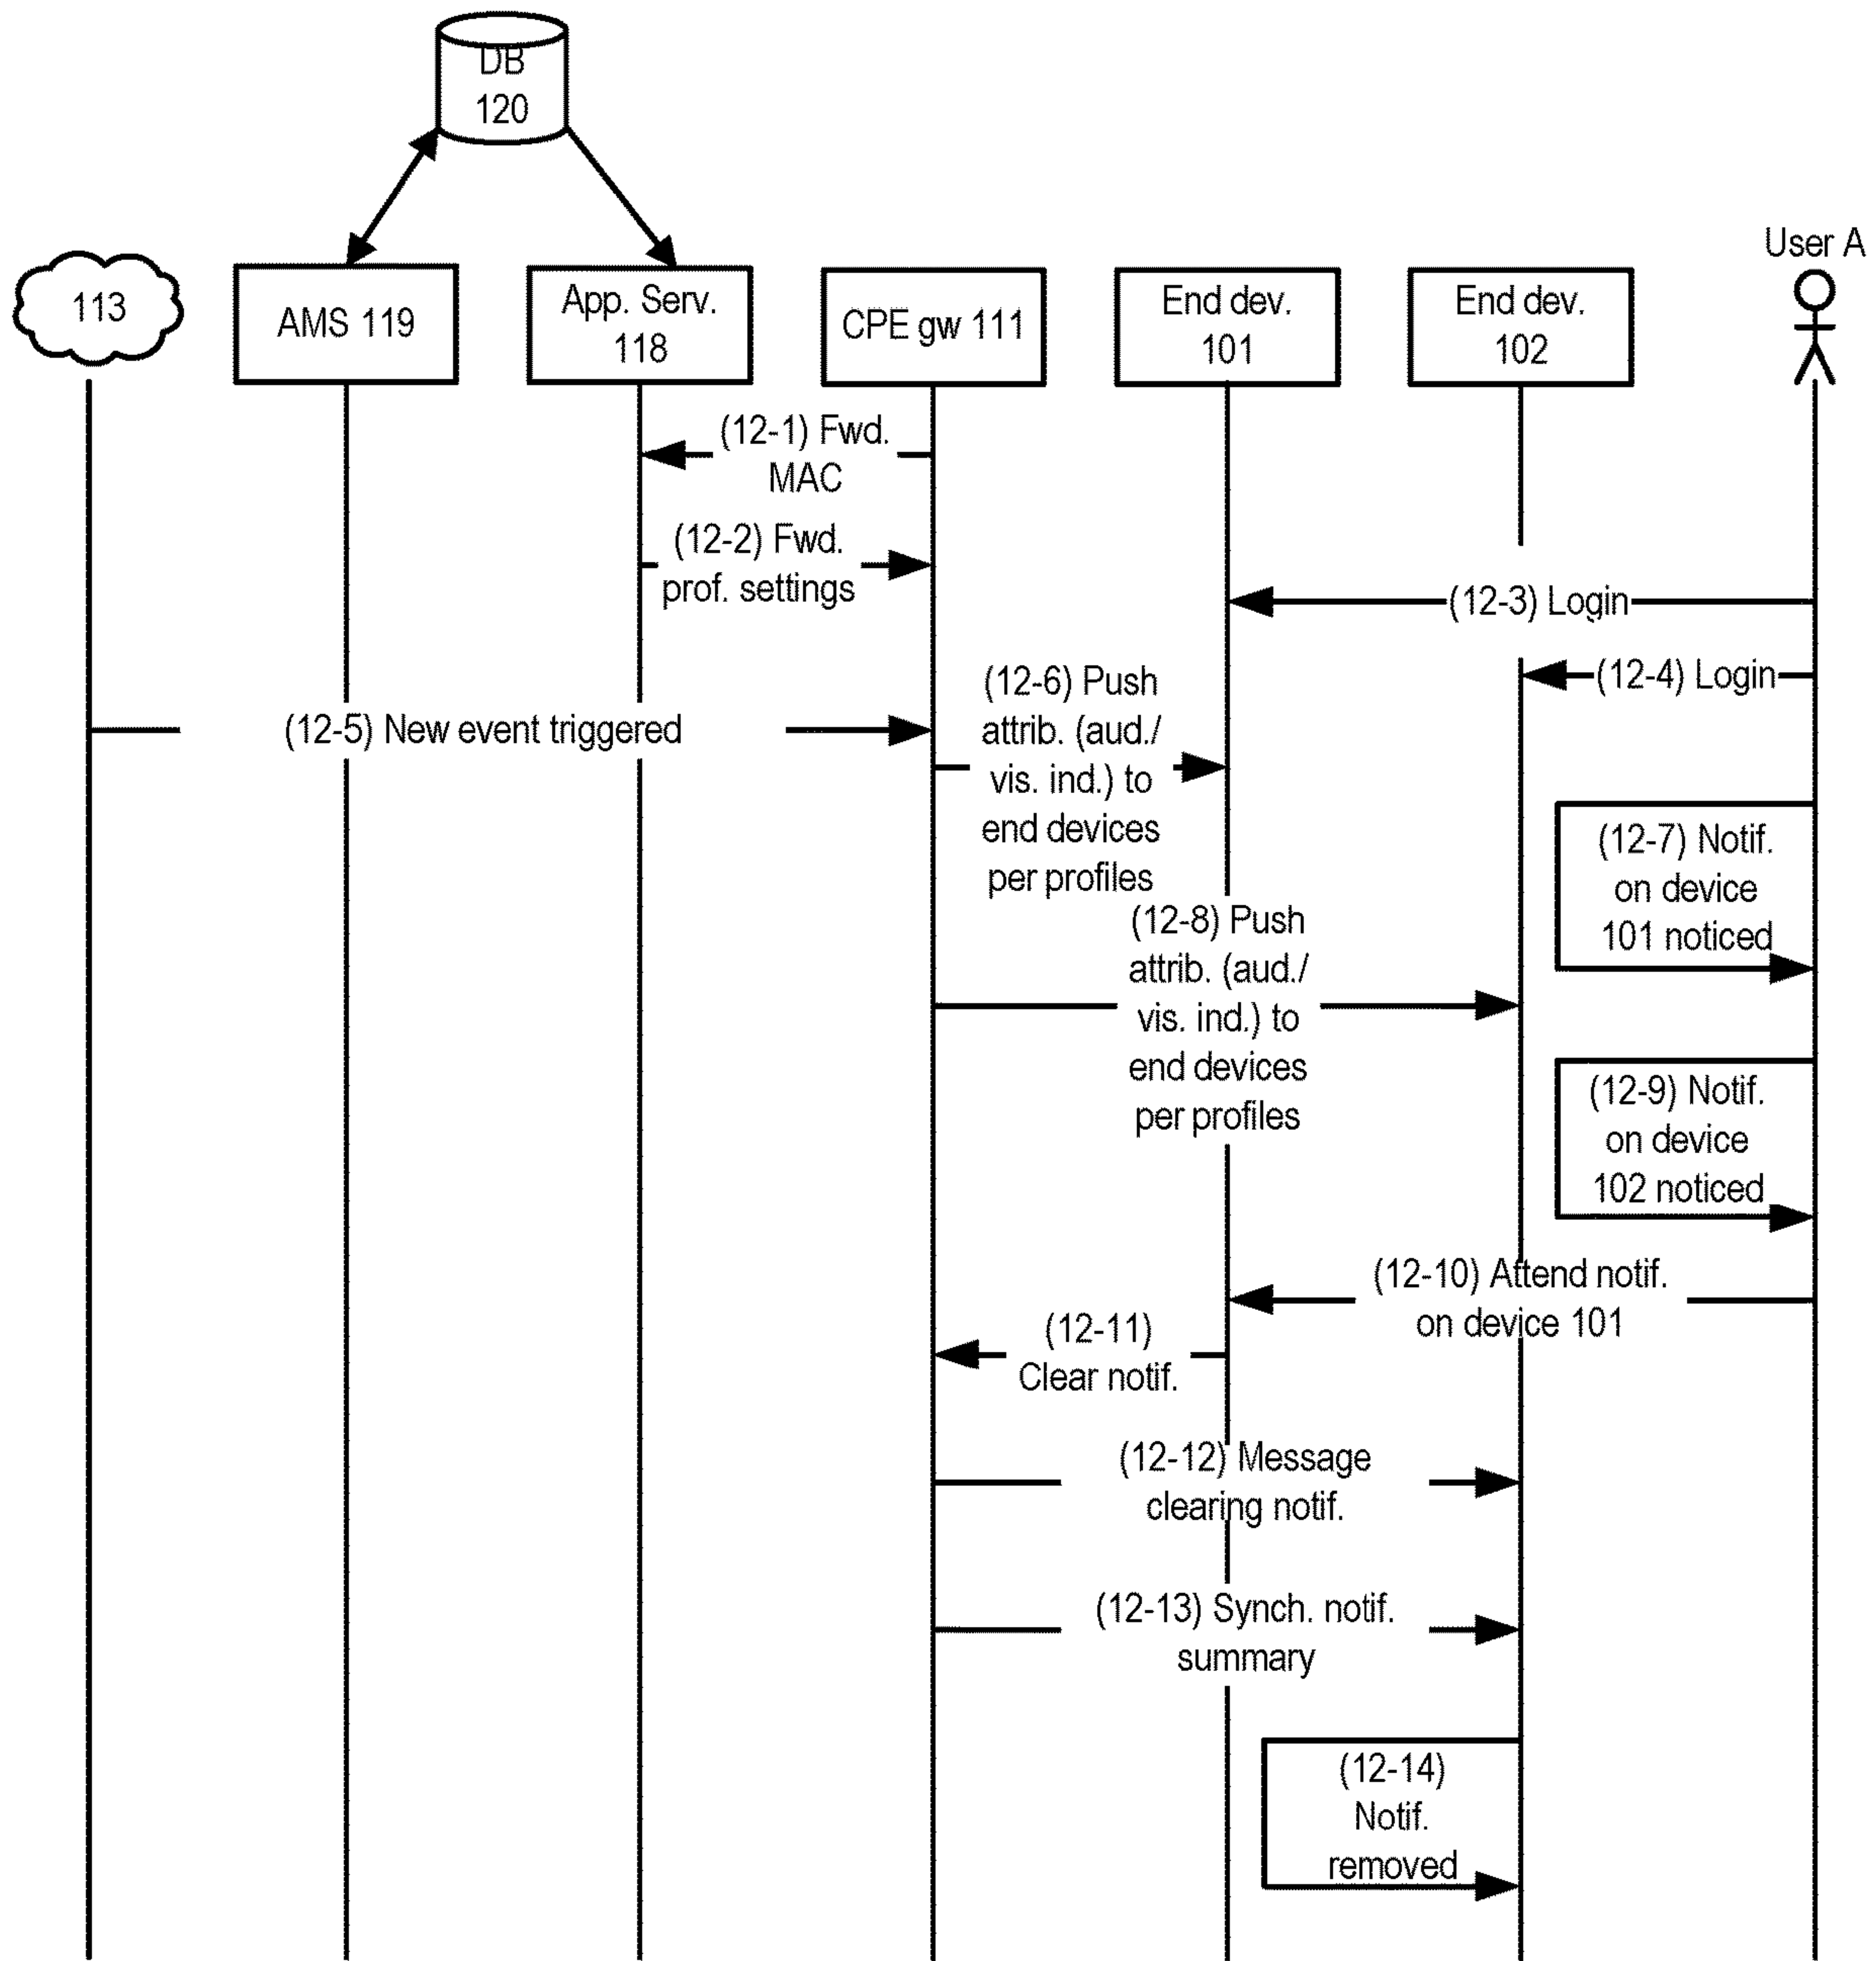 DB
120
User A
113
AMS 119
App. Serv.
118
CPE gw 111
End dev.
101
End dev.
102
(12-1) Fwd.
MAC
(12-2) Fwd.
prof. settings
(12-3) Login
(12-4) Login
(12-5) New event triggered
(12-6) Push
attrib. (aud./
vis. ind.) to
end devices
per profiles
(12-7) Notif.
on device
101 noticed
(12-8) Push
attrib. (aud./
vis. ind.) to
end devices
per profiles
(12-9) Notif.
on device
102 noticed
(12-10) Attend notif.
on device 101
(12-11)
Clear notif.
(12-12) Message
clearing notif.
(12-13) Synch. notif.
summary
(12-14)
Notif.
removed